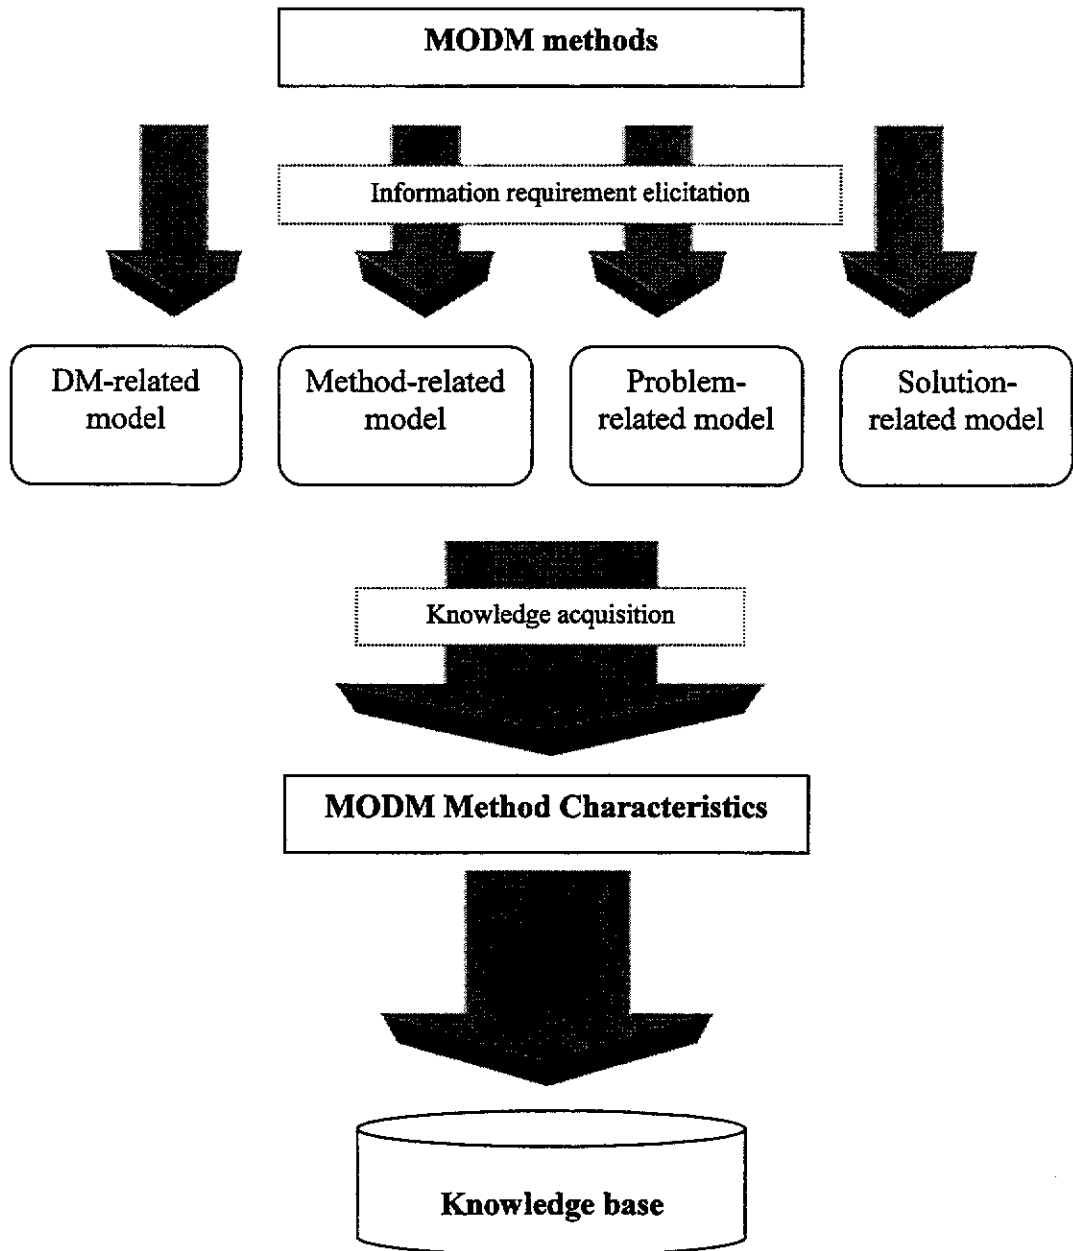 MODM methods
Information requirement elicitation
DM-related
model
Method-related
model
Problem-
related model
Solution-
related model
Knowledge acquisition
MODM Method Characteristics
Knowledge base